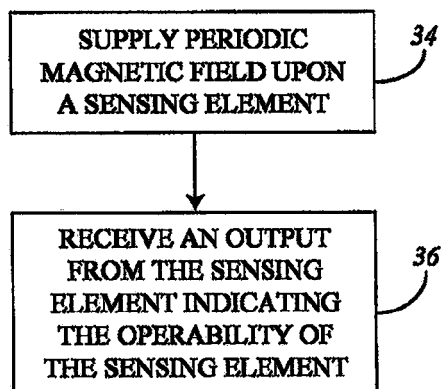 SUPPLY PERIODIC
MAGNETIC FIELD UPON
A SENSING ELEMENT
34
RECEIVE AN OUTPUT
FROM THE SENSING
ELEMENT INDICATING
THE OPERABILITY OF
THE SENSING ELEMENT
36